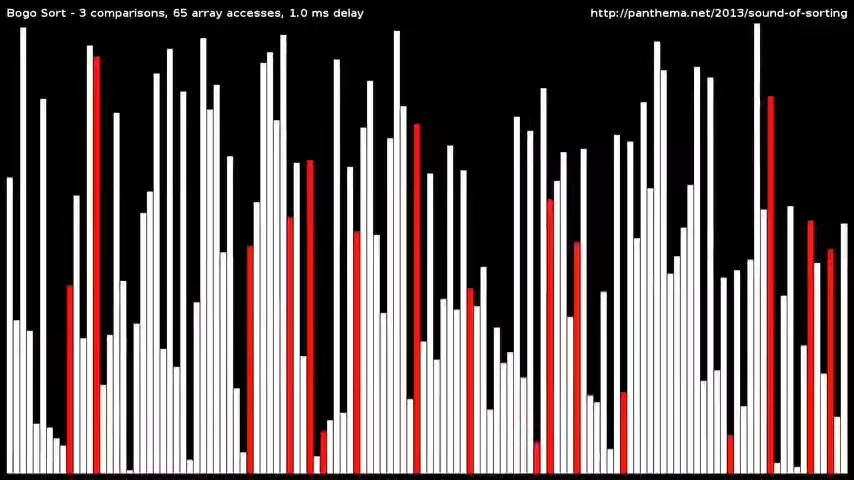 Bogo Sort - 3 comparisons, 65 array accesses, 1.0 ms delay
http://panthema.net/2013/sound-of-sorting